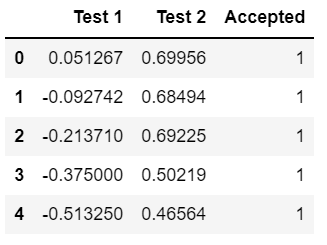 Test 1 Test 2 Accepted
0 0.051267 0.69956 1
1 -0.092742 0.68494 1
2 -0.213710 0.69225 1
3 -0.375000 0.50219 1
4 -0.513250 0.46564 1